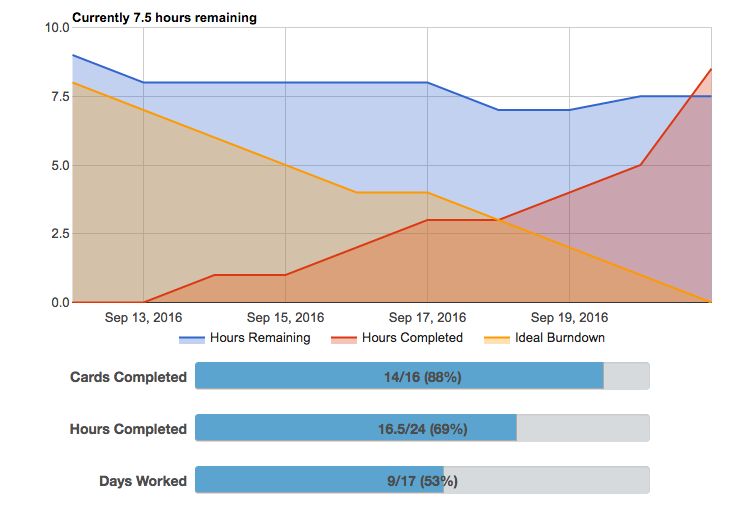 Currently 7.5 hours remaining
10.0
7.5
5.0
2.5
0.0
Sep 13, 2016 Sep 15, 2016 Sep 17, 2016 Sep 19, 2016
Hours Remaining Hours Completed Ideal Burndown
Cards Completed 14/16 (88%)
Hours Completed 16.5/24 (69%)
Days Worked 9/17 (53%)